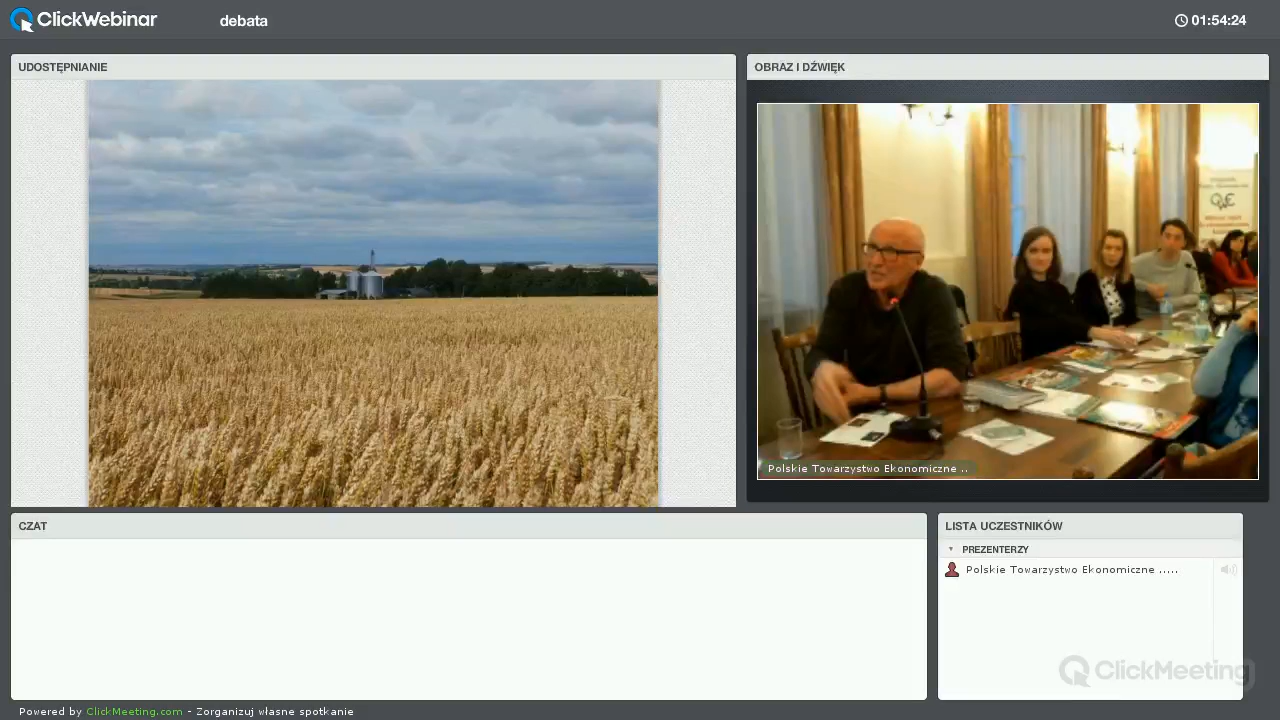 ClickWebinar
debata
01:54:24
UDOSTĘPNIANIE
OBRAZ I DŹWIĘK
Polskie Towarzystwo Ekonomiczne ..
CZAT
LISTA UCZESTNIKÓW
PREZENTERZY
Polskie Towarzystwo Ekonomiczne .....
ClickMeeting
Powered by ClickMeeting.com - Zorganizuj własne spotkanie